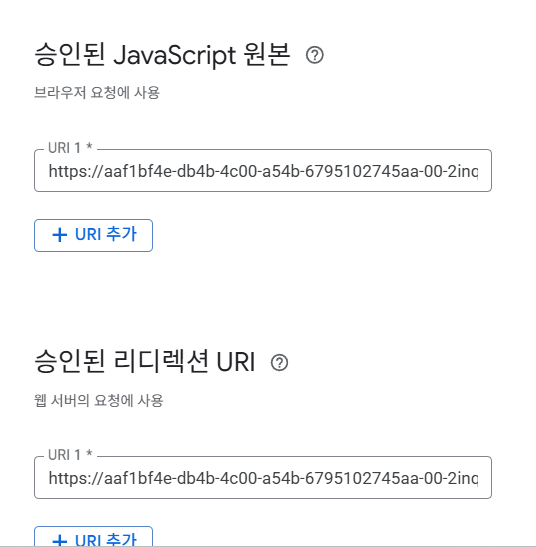 승인된 JavaScript 원본
브라우저 요청에 사용
URI 1 *
https://aaf1bf4e-db4b-4c00-a54b-6795102745aa-00-2inq
+ URI 추가
승인된 리디렉션 URI
웹 서버의 요청에 사용
URI 1 *
https://aaf1bf4e-db4b-4c00-a54b-6795102745aa-00-2inq
+ URI 추가